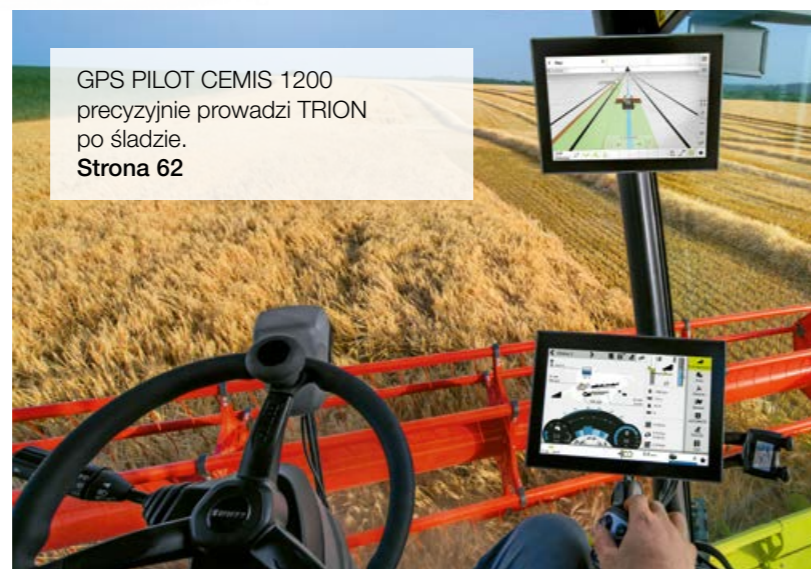 GPS PILOT CEMIS 1200
precyzyjnie prowadzi TRION
po śladzie.
Strona 62